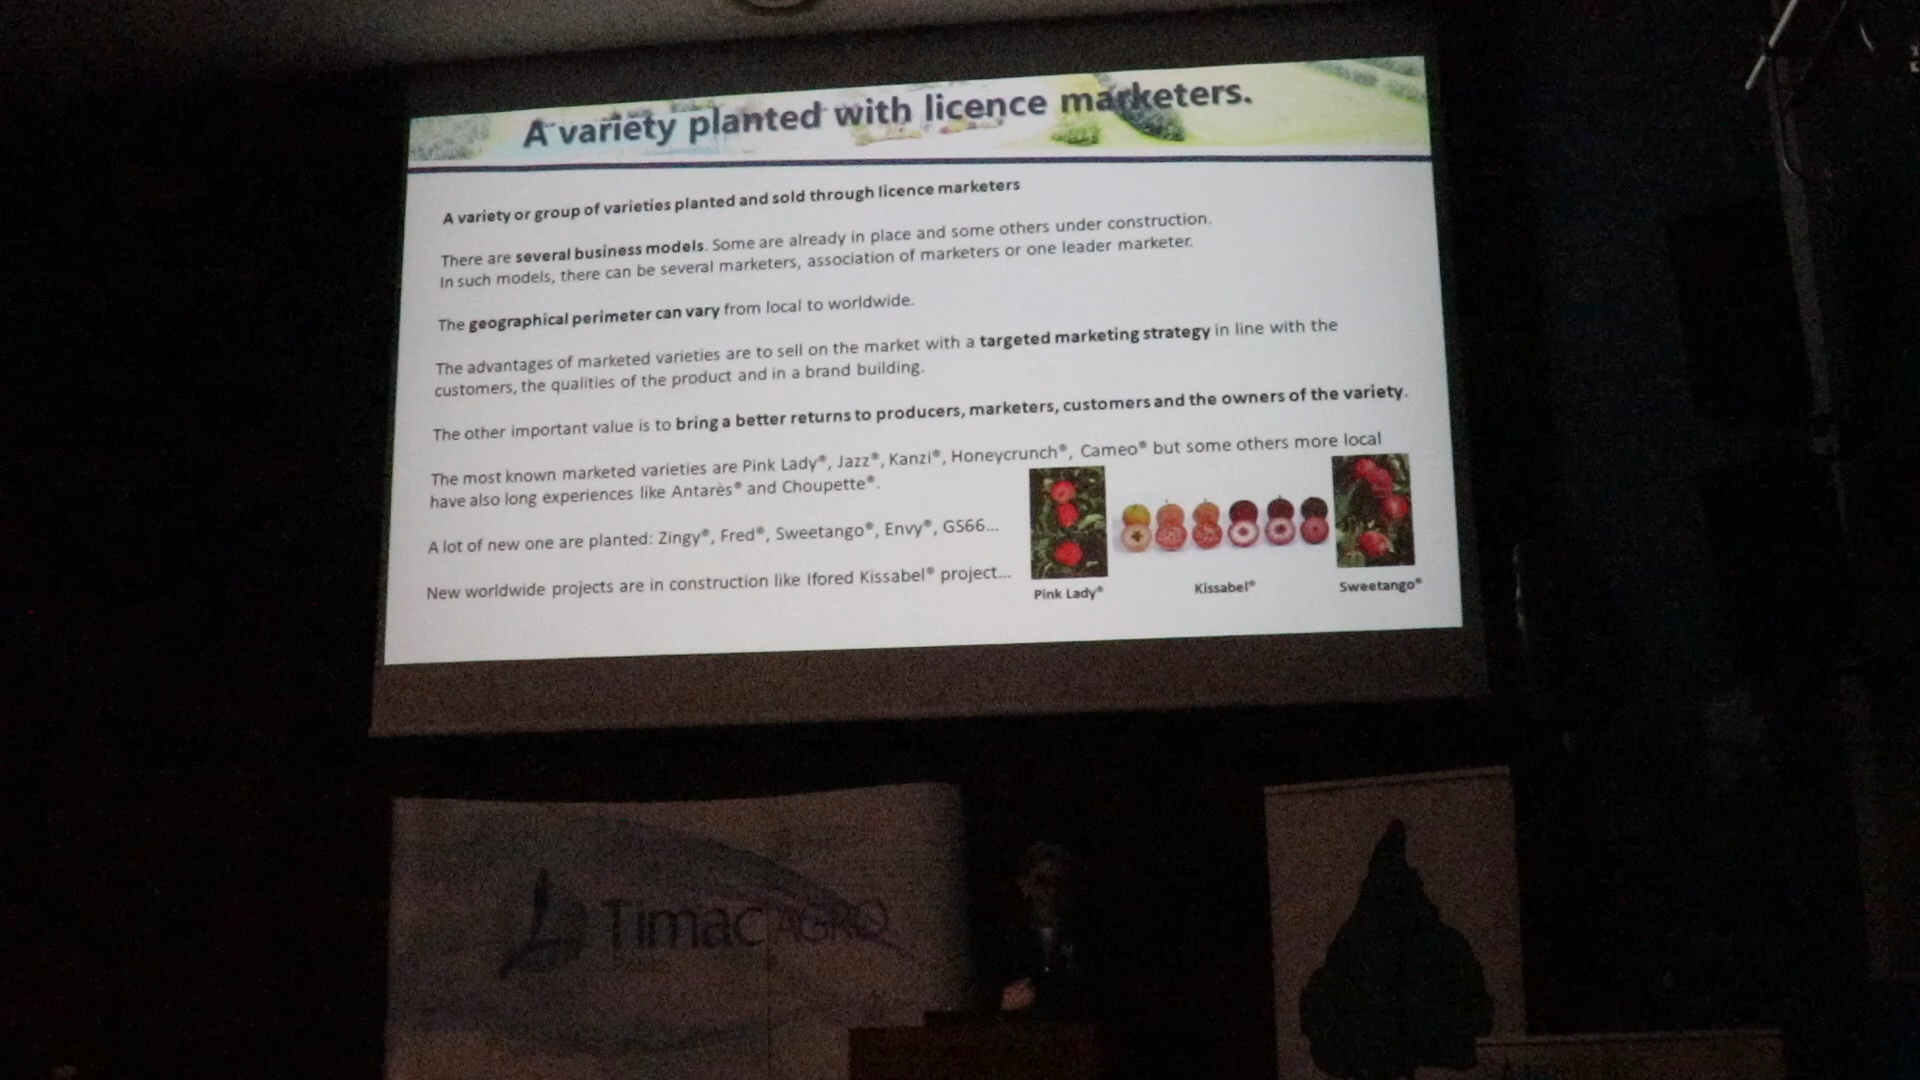 A variety planted with licence marketers.
A variety or group of varieties planted and sold through licence marketers
There are several business models. Some are already in place and some others under construction.
In such models, there can be several marketers, association of marketers or one leader marketer.
The geographical perimeter can vary from local to worldwide.
The advantages of marketed varieties are to sell on the market with a targeted marketing strategy in line with the
customers, the qualities of the product and in a brand building.
The other important value is to bring a better returns to producers, marketers, customers and the owners of the variety.
The most known marketed varieties are Pink Lady®, Jazz®, Kanzi®, Honeycrunch®, Cameo® but some others more local
have also long experiences like Antarès® and Choupette®.
A lot of new one are planted: Zingy®, Fred®, Sweetango®, Envy®, GS66...
New worldwide projects are in construction like Ifored Kissabel® project...
Pink Lady®
Kissabel®
Sweetango®
Timac AGRO